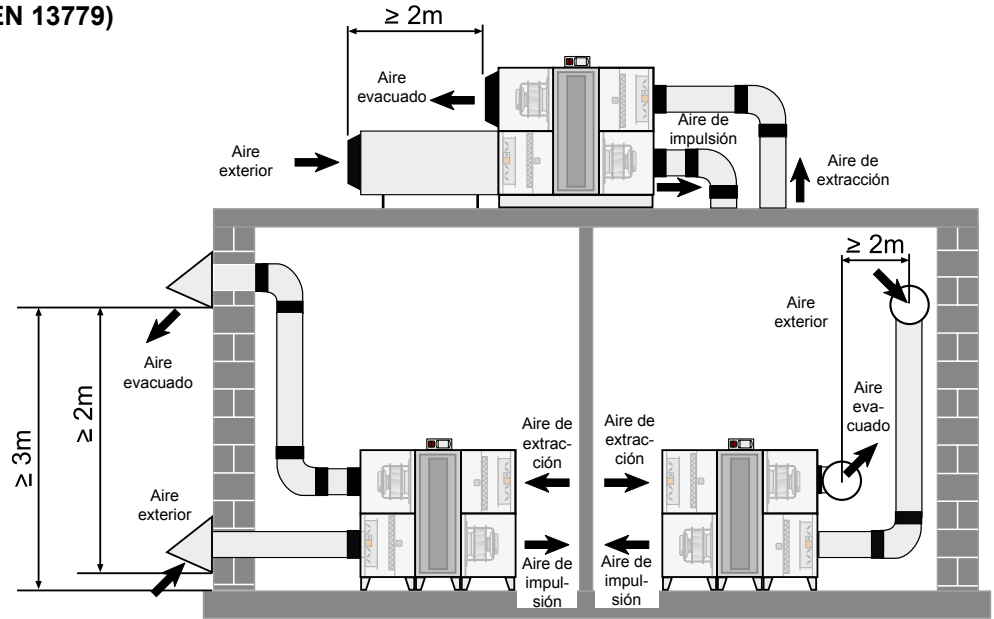 EN 13779)
≥ 2m
Aire
evacuado
Aire de
impulsión
Aire
exterior
Aire de
extracción
≥ 2m
Aire
exterior
Aire
evacuado
Aire
eva-
cuado
≥ 2m
≥ 3m
Aire de
extrac-
ción
Aire de
extrac-
ción
Aire
exterior
Aire de
impul-
sión
Aire de
impul-
sión